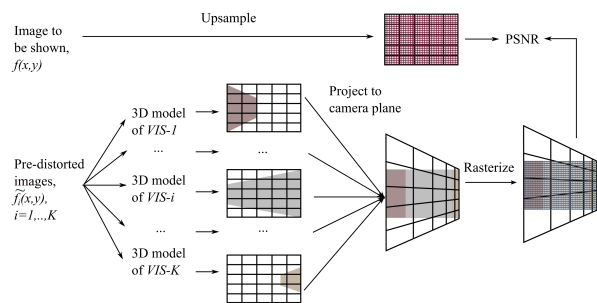 Image to
be shown,
f(x,y)
Upsample
PSNR
Project to
camera plane
3D model
of VIS-1
...
...
Pre-distorted
images,
f̃ᵢ(x,y),
i=1,..,K
3D model
of VIS-i
Rasterize
...
...
3D model
of VIS-K